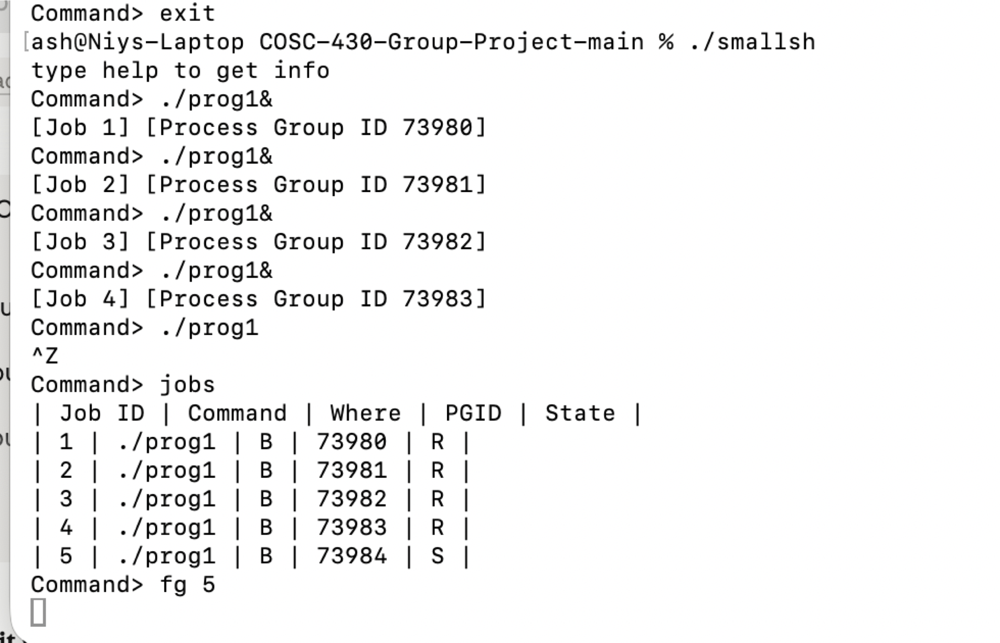 Command> exit
[ash@Niys-Laptop COSC-430-Group-Project-main % ./smallsh
type help to get info
Command> ./prog1&
[Job 1] [Process Group ID 73980]
Command> ./prog1&
[Job 2] [Process Group ID 73981]
Command> ./prog1&
[Job 3] [Process Group ID 73982]
Command> ./prog1&
[Job 4] [Process Group ID 73983]
Command> ./prog1
^Z
Command> jobs
| Job ID | Command | Where | PGID | State |
| 1 | ./prog1 | B | 73980 | R |
| 2 | ./prog1 | B | 73981 | R |
| 3 | ./prog1 | B | 73982 | R |
| 4 | ./prog1 | B | 73983 | R |
| 5 | ./prog1 | B | 73984 | S |
Command> fg 5